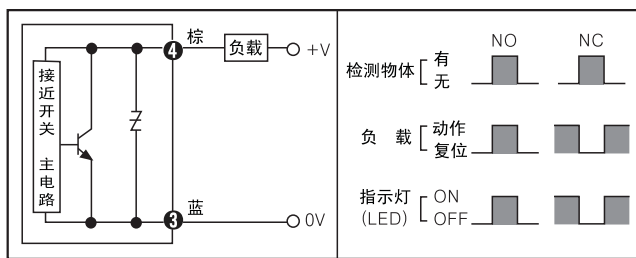 接近开关 主电路
④ 棕
负载
+V
③ 蓝
0V
NO NC
检测物体 有
无
负 载 动作
复位
指示灯 ON
(LED) OFF